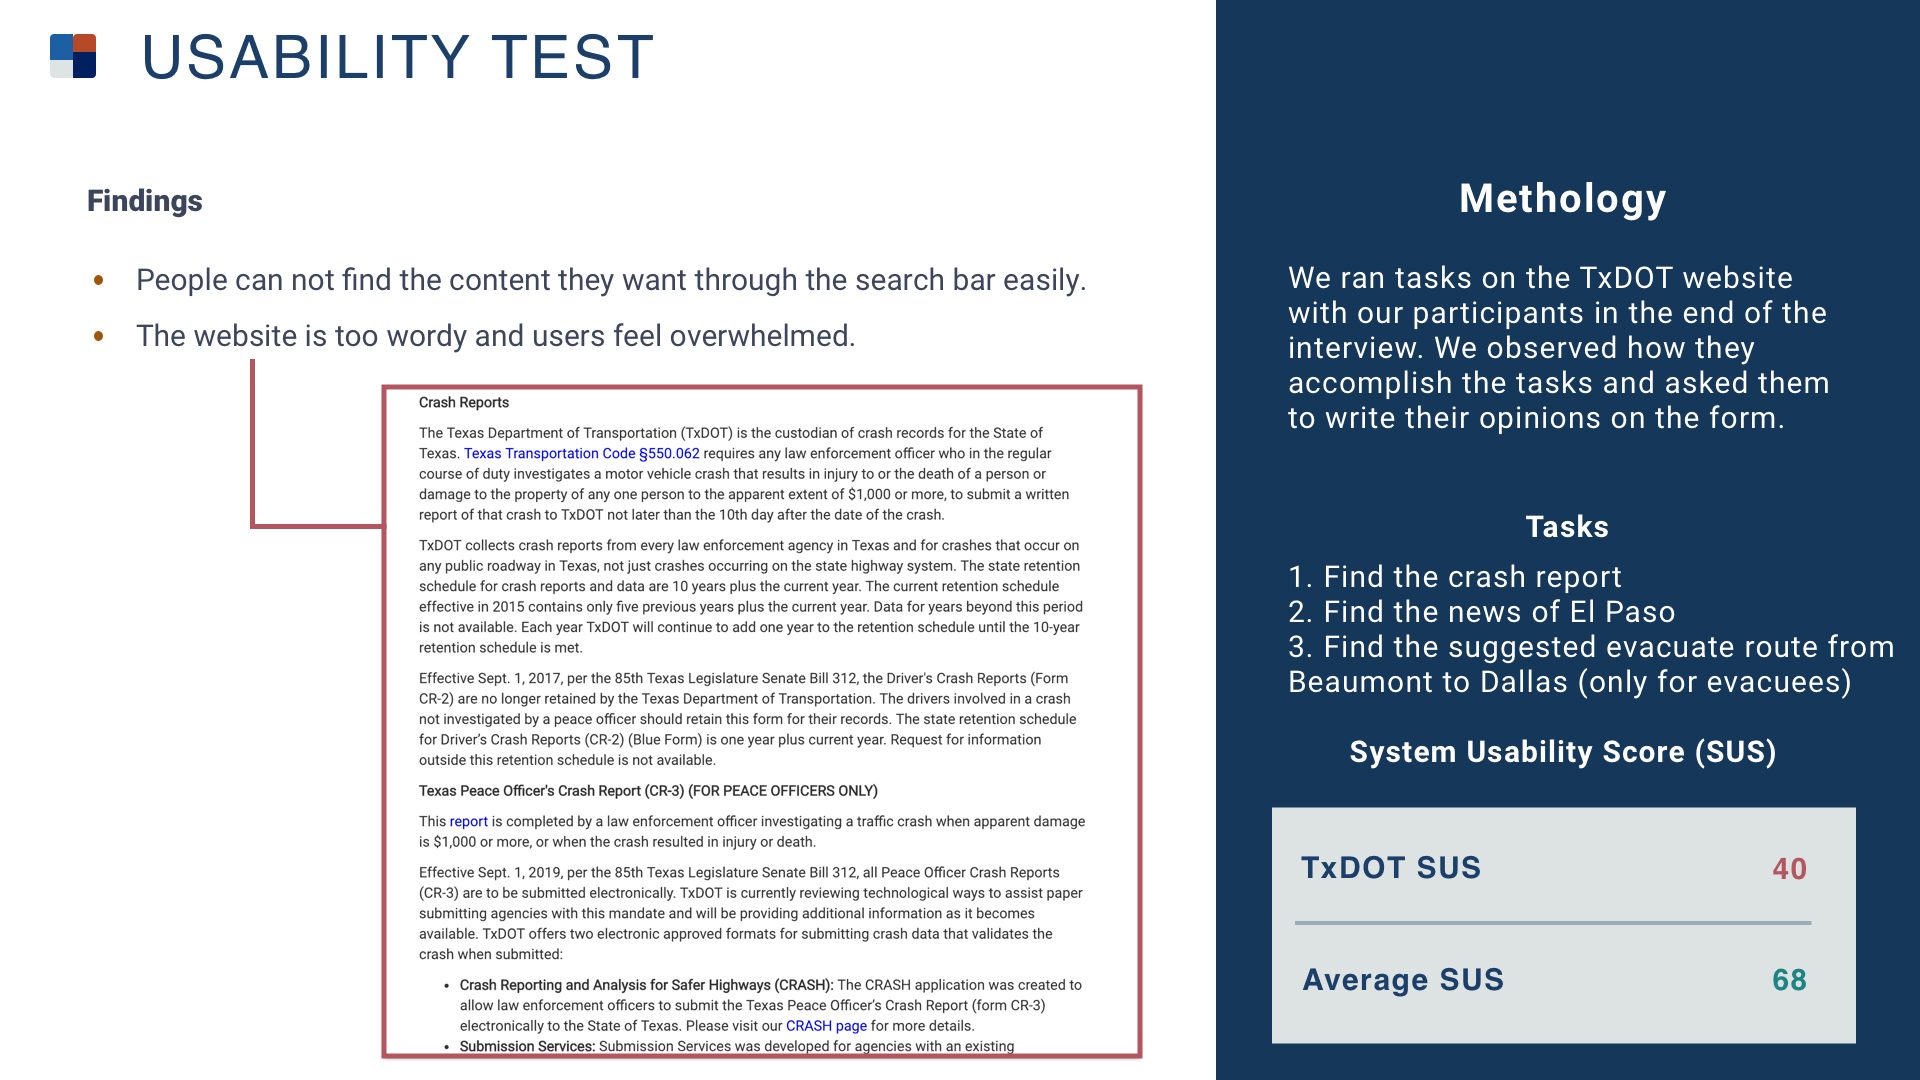 USABILITY TEST
Findings
• People can not find the content they want through the search bar easily.
• The website is too wordy and users feel overwhelmed.
Crash Reports
The Texas Department of Transportation (TxDOT) is the custodian of crash records for the State of
Texas. Texas Transportation Code §550.062 requires any law enforcement officer who in the regular
course of duty investigates a motor vehicle crash that results in injury to or the death of a person or
damage to the property of any one person to the apparent extent of $1,000 or more, to submit a written
report of that crash to TxDOT not later than the 10th day after the date of the crash.
TxDOT collects crash reports from every law enforcement agency in Texas and for crashes that occur on
any public roadway in Texas, not just crashes occurring on the state highway system. The state retention
schedule for crash reports and data are 10 years plus the current year. The current retention schedule
effective in 2015 contains only five previous years plus the current year. Data for years beyond this period
is not available. Each year TxDOT will continue to add one year to the retention schedule until the 10-year
retention schedule is met.
Effective Sept. 1, 2017, per the 85th Texas Legislature Senate Bill 312, the Driver's Crash Reports (Form
CR-2) are no longer retained by the Texas Department of Transportation. The drivers involved in a crash
not investigated by a peace officer should retain this form for their records. The state retention schedule
for Driver's Crash Reports (CR-2) (Blue Form) is one year plus current year. Request for information
outside this retention schedule is not available.
Texas Peace Officer's Crash Report (CR-3) (FOR PEACE OFFICERS ONLY)
This report is completed by a law enforcement officer investigating a traffic crash when apparent damage
is $1,000 or more, or when the crash resulted in injury or death.
Effective Sept. 1, 2019, per the 85th Texas Legislature Senate Bill 312, all Peace Officer Crash Reports
(CR-3) are to be submitted electronically. TxDOT is currently reviewing technological ways to assist paper
submitting agencies with this mandate and will be providing additional information as it becomes
available. TxDOT offers two electronic approved formats for submitting crash data that validates the
crash when submitted:
• Crash Reporting and Analysis for Safer Highways (CRASH): The CRASH application was created to
allow law enforcement officers to submit the Texas Peace Officer's Crash Report (form CR-3)
electronically to the State of Texas. Please visit our CRASH page for more details.
• Submission Services: Submission Services was developed for agencies with an existing
Methology
We ran tasks on the TxDOT website
with our participants in the end of the
interview. We observed how they
accomplish the tasks and asked them
to write their opinions on the form.
Tasks
1. Find the crash report
2. Find the news of El Paso
3. Find the suggested evacuate route from
Beaumont to Dallas (only for evacuees)
System Usability Score (SUS)
TxDOT SUS 40
Average SUS 68